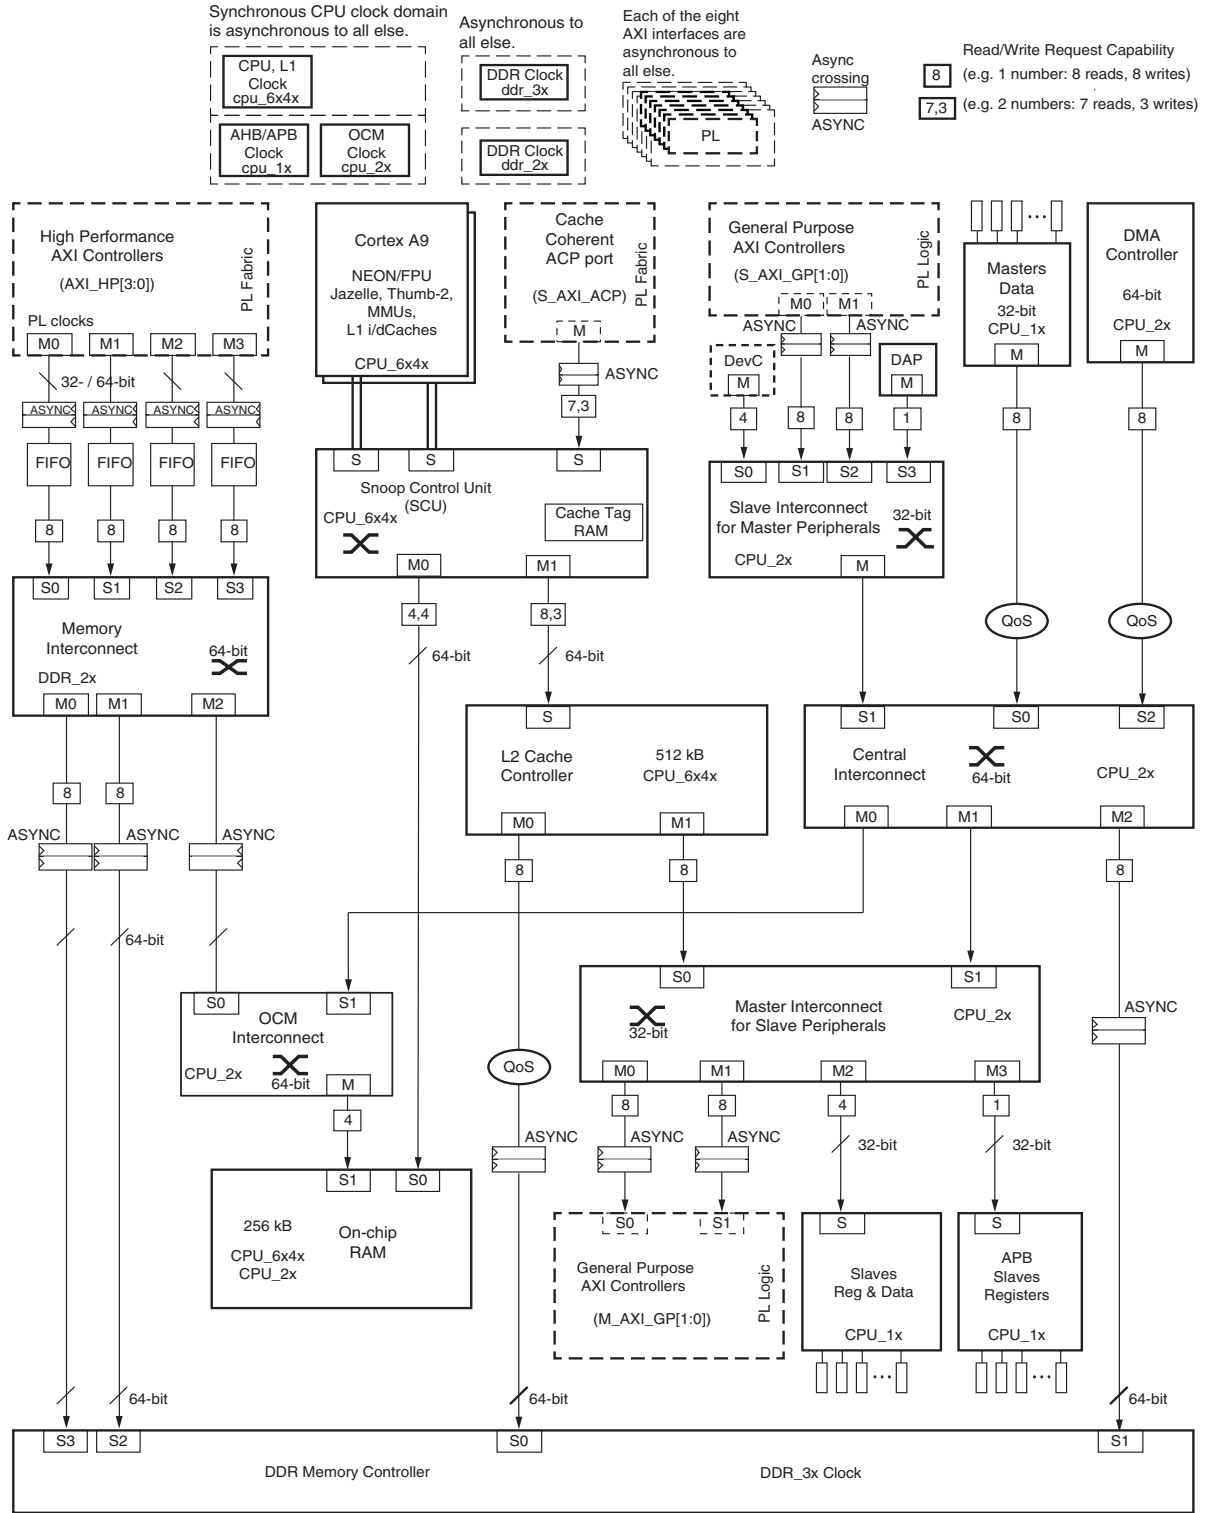 Synchronous CPU clock domain
is asynchronous to all else.
CPU, L1
Clock
cpu_6x4x
AHB/APB
Clock
cpu_1x
OCM
Clock
cpu_2x
Asynchronous to
all else.
DDR Clock
ddr_3x
DDR Clock
ddr_2x
Each of the eight
AXI interfaces are
asynchronous to
all else.
PL
Async
crossing
ASYNC
Read/Write Request Capability
8 (e.g. 1 number: 8 reads, 8 writes)
7,3 (e.g. 2 numbers: 7 reads, 3 writes)
High Performance
AXI Controllers
(AXI_HP[3:0])
PL Fabric
PL clocks
M0 M1 M2 M3
32- / 64-bit
ASYNC ASYNC ASYNC ASYNC
FIFO FIFO FIFO FIFO
8 8 8 8
S0 S1 S2 S3
Memory
Interconnect
64-bit
DDR_2x
M0 M1 M2
8 8
ASYNC ASYNC ASYNC
64-bit
Cortex A9
NEON/FPU
Jazelle, Thumb-2,
MMUs,
L1 i/dCaches
CPU_6x4x
Cache
Coherent
ACP port
(S_AXI_ACP)
PL Fabric
M
ASYNC
7,3
S S S
Snoop Control Unit
(SCU)
CPU_6x4x
Cache Tag
RAM
M0 M1
4,4 8,3
64-bit 64-bit
General Purpose
AXI Controllers
(S_AXI_GP[1:0])
PL Logic
M0 M1
ASYNC ASYNC
DevC
M
DAP
M
4 8 8 1
S0 S1 S2 S3
Slave Interconnect
for Master Peripherals
32-bit
CPU_2x
M
Masters
Data
32-bit
CPU_1x
M
8
QoS
DMA
Controller
64-bit
CPU_2x
M
8
QoS
S
L2 Cache
Controller
512 kB
CPU_6x4x
M0 M1
8 8
S1 S0 S2
Central
Interconnect
64-bit
CPU_2x
M0 M1 M2
8
ASYNC
S0 S1
OCM
Interconnect
CPU_2x
64-bit
M
4
S0 S1
Master Interconnect
for Slave Peripherals
CPU_2x
32-bit
M0 M1 M2 M3
8 8 4 1
ASYNC ASYNC
32-bit 32-bit
QoS
ASYNC
S1 S0
256 kB
CPU_6x4x
CPU_2x
On-chip
RAM
S0 S1
General Purpose
AXI Controllers
(M_AXI_GP[1:0])
PL Logic
S
Slaves
Reg & Data
CPU_1x
S
APB
Slaves
Registers
CPU_1x
64-bit 64-bit 64-bit
S3 S2 S0 S1
DDR Memory Controller
DDR_3x Clock